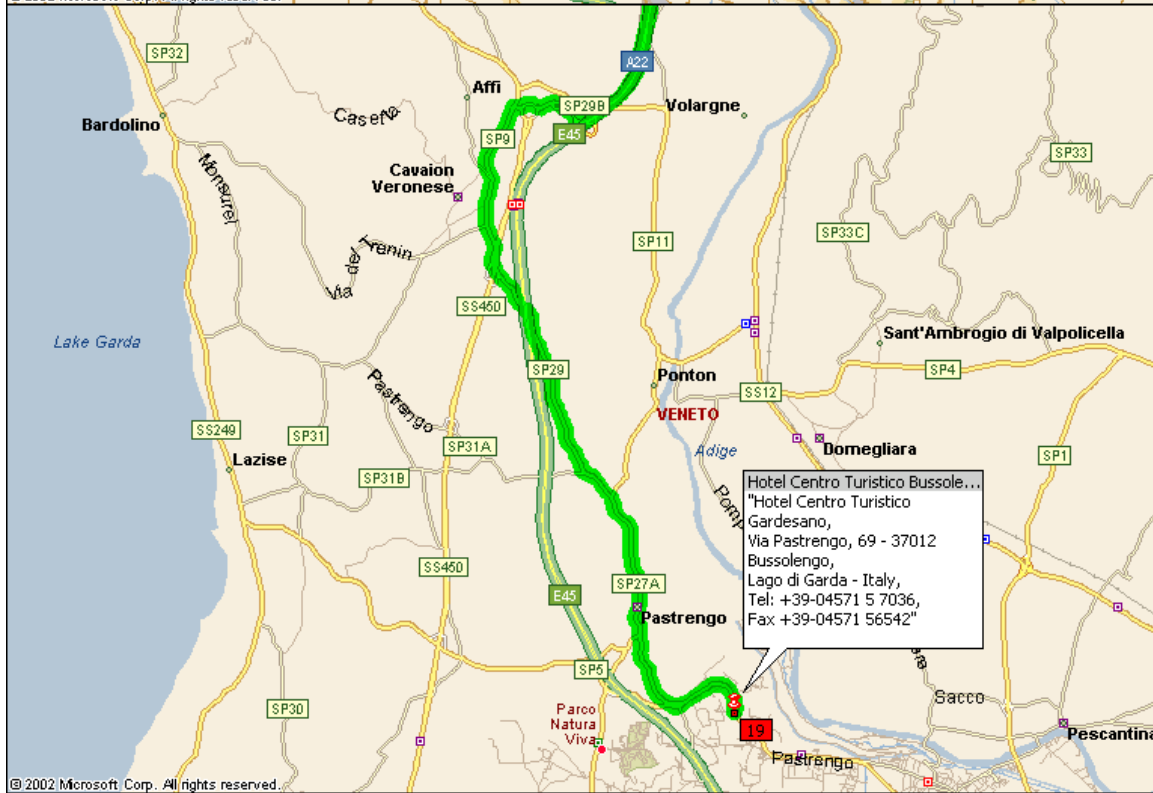 SP32
A22
Affi
SP29B
Volargne
Bardolino
Caseto
SP9
E45
SP33
Cavaion
Veronese
Monsurel
SP33C
SP11
Via dei Trenin
SS450
Sant'Ambrogio di Valpolicella
Lake Garda
SP29
SP4
Ponton
SS12
Pastrengo
VENETO
SS249
SP31
SP31A
Adige
Domegliara
SP1
Lazise
SP31B
Hotel Centro Turistico Bussole...
"Hotel Centro Turistico
Gardesano,
Via Pastrengo, 69 - 37012
Bussolengo,
Lago di Garda - Italy,
Tel: +39-04571 5 7036,
Fax +39-04571 56542"
SS450
SP27A
E45
Pastrengo
SP5
Sacco
SP30
Parco
Natura
Viva
19
Pescantina
Pastrengo
© 2002 Microsoft Corp. All rights reserved.